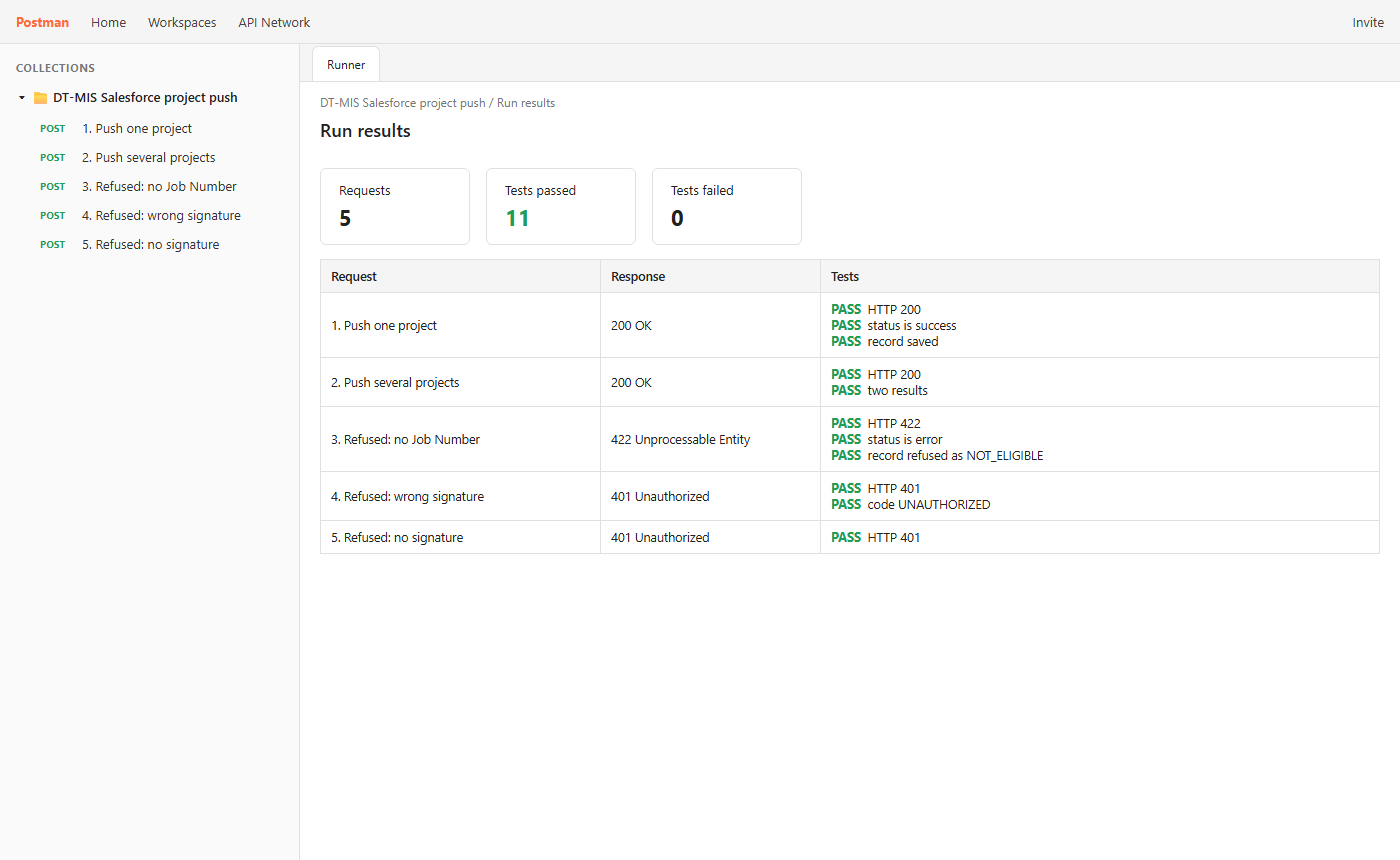 Postman Home Workspaces API Network Invite
COLLECTIONS
DT-MIS Salesforce project push
POST 1. Push one project
POST 2. Push several projects
POST 3. Refused: no Job Number
POST 4. Refused: wrong signature
POST 5. Refused: no signature
Runner
DT-MIS Salesforce project push / Run results
Run results
Requests
5
Tests passed
11
Tests failed
0
Request Response Tests
1. Push one project 200 OK
PASS HTTP 200
PASS status is success
PASS record saved
2. Push several projects 200 OK
PASS HTTP 200
PASS two results
3. Refused: no Job Number 422 Unprocessable Entity
PASS HTTP 422
PASS status is error
PASS record refused as NOT_ELIGIBLE
4. Refused: wrong signature 401 Unauthorized
PASS HTTP 401
PASS code UNAUTHORIZED
5. Refused: no signature 401 Unauthorized
PASS HTTP 401